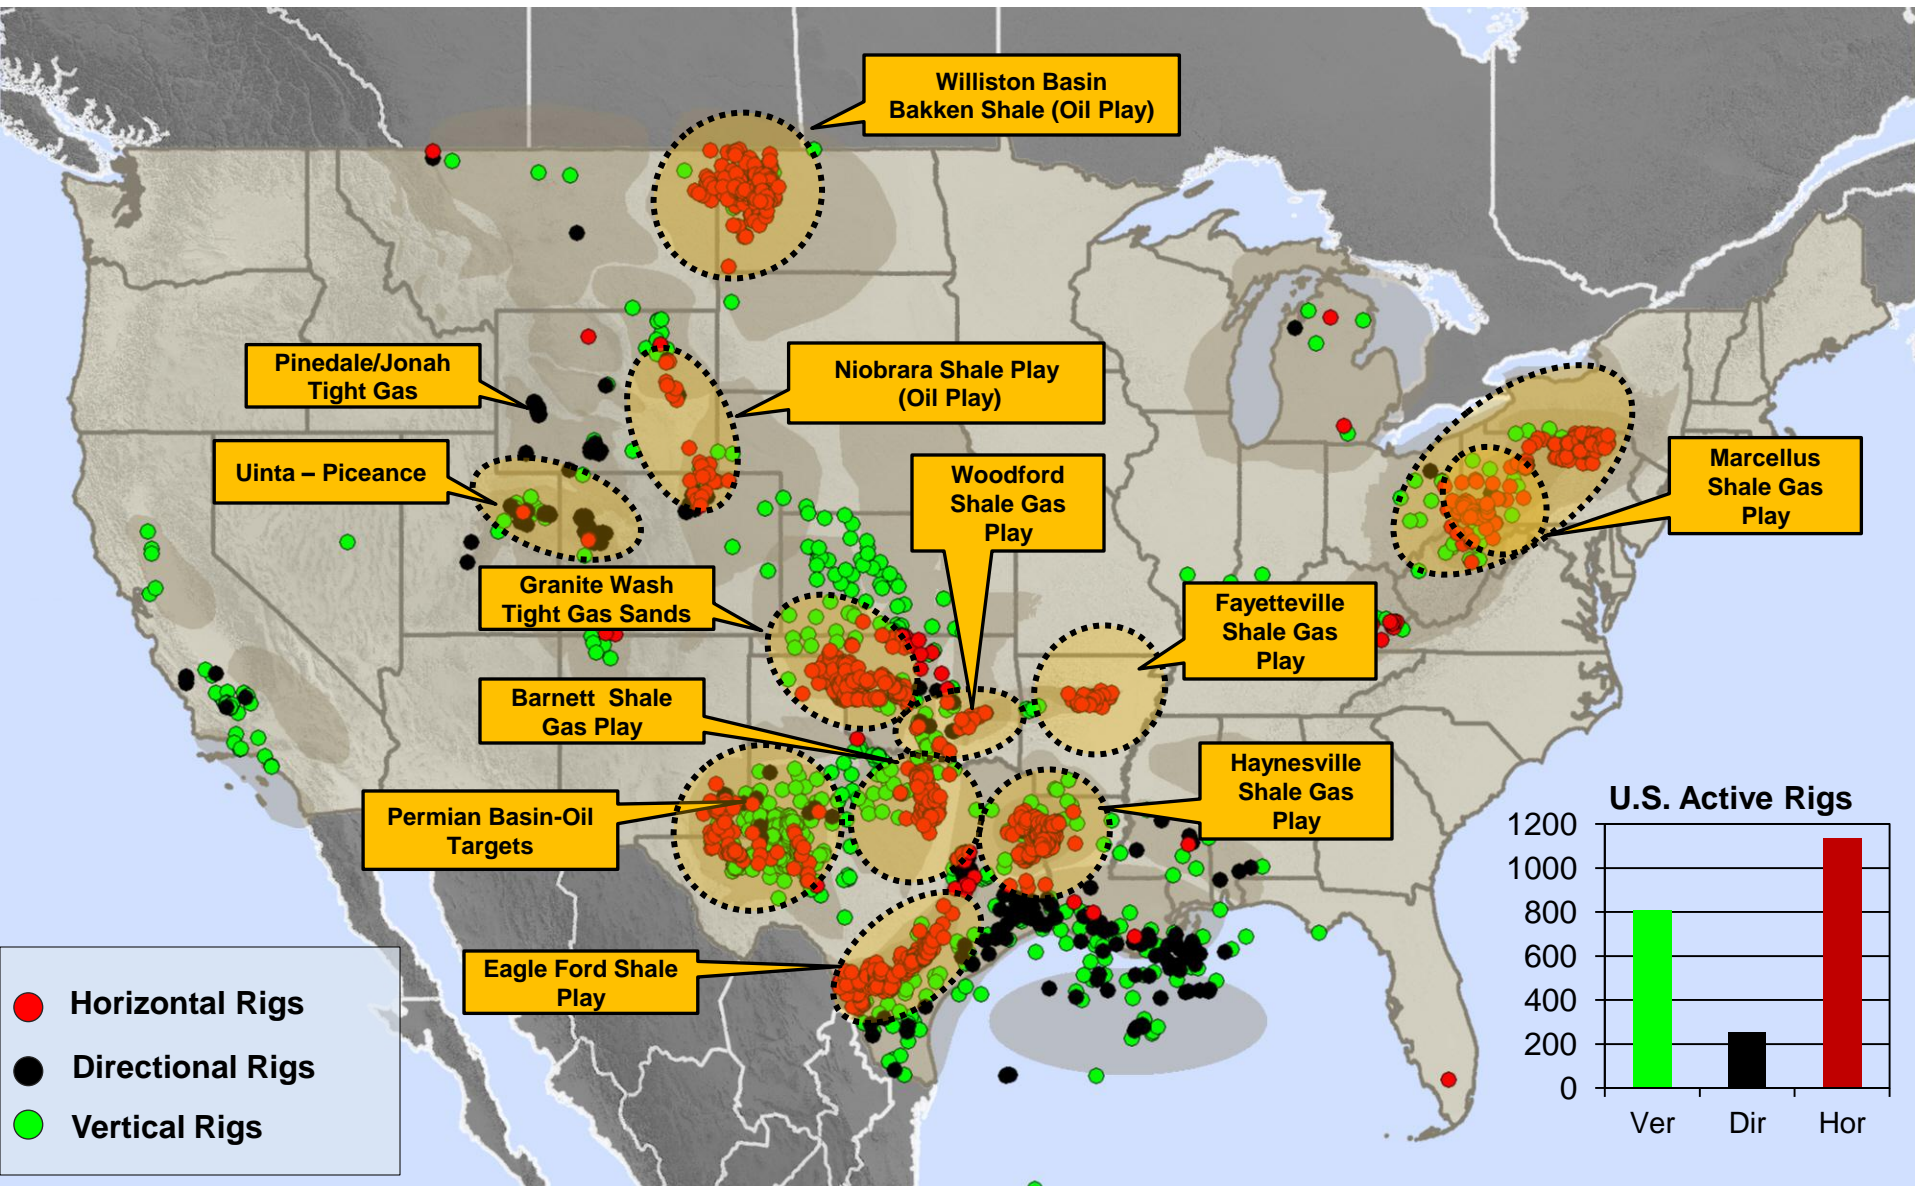 Williston Basin
Bakken Shale (Oil Play)
Pinedale/Jonah
Tight Gas
Niobrara Shale Play
(Oil Play)
Uinta – Piceance
Woodford
Shale Gas
Play
Marcellus
Shale Gas
Play
Granite Wash
Tight Gas Sands
Fayetteville
Shale Gas
Play
Barnett Shale
Gas Play
Haynesville
Shale Gas
Play
Permian Basin-Oil
Targets
Eagle Ford Shale
Play
Horizontal Rigs
Directional Rigs
Vertical Rigs
U.S. Active Rigs
1200
1000
800
600
400
200
0
Ver Dir Hor